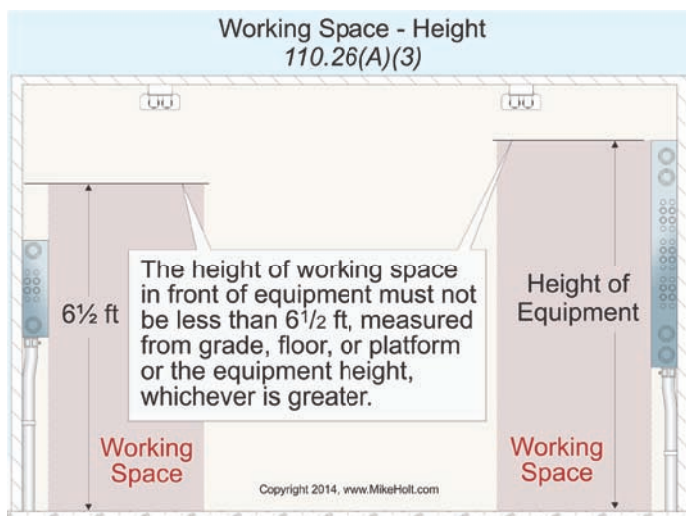 Working Space - Height
110.26(A)(3)
The height of working space
in front of equipment must not
be less than 6 1/2 ft, measured
from grade, floor, or platform
or the equipment height,
whichever is greater.
6½ ft
Height of
Equipment
Working
Space
Working
Space
Copyright 2014, www.MikeHolt.com